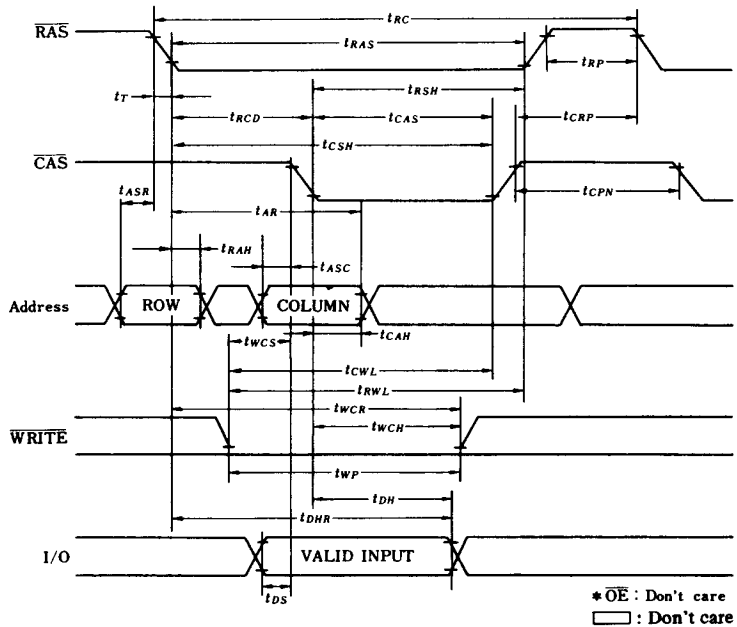 tRC
RAS
tRAS
tRP
tT
tRSH
tRCD
tCAS
tCRP
tCSH
CAS
tASR
tCPN
tAR
tRAH
tASC
Address
ROW
COLUMN
tWCS
tCAH
tCWL
tRWL
tWCR
WRITE
tWCH
tWP
tDH
tDHR
I/O
VALID INPUT
tDS
* OE : Don't care
: Don't care